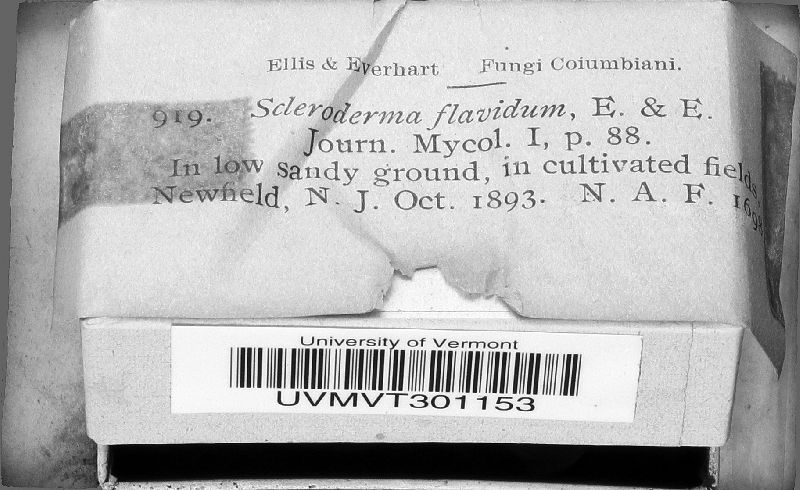 Ellis & Everhart Fungi Columbiani.
919. Scleroderma flavidum, E. & E.
Journ. Mycol. I, p. 88.
In low sandy ground, in cultivated fields,
Newfield, N. J. Oct. 1893. N. A. F. 1698
University of Vermont
UVMVT301153